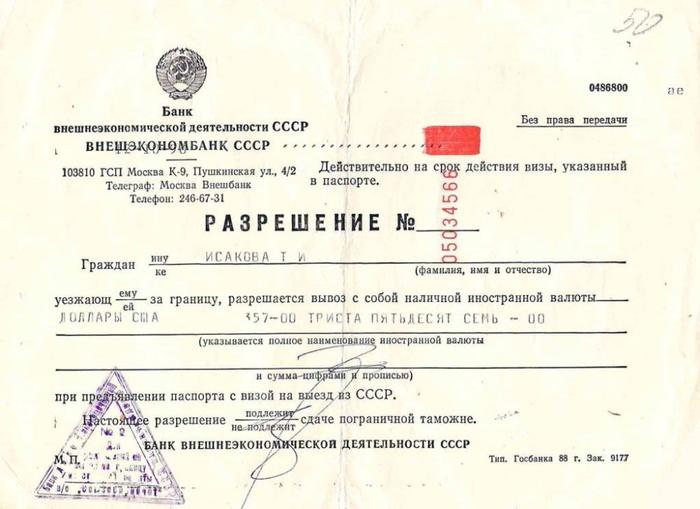 50
0486800
ае
Банк
внешнеэкономической деятельности СССР
ВНЕШЭКОНОМБАНК СССР
Без права передачи
103810 ГСП Москва К-9, Пушкинская ул., 4/2
Телеграф: Москва Внешбанк
Телефон: 246-67-31
Действительно на срок действия визы, указанный
в паспорте.
РАЗРЕШЕНИЕ №
05034566
Граждан ину ке ИСАКОВА Т И
(фамилия, имя и отчество)
уезжающ ему ей за границу, разрешается вывоз с собой наличной иностранной валюты
ДОЛЛАРЫ США 357-00 ТРИСТА ПЯТЬДЕСЯТ СЕМЬ - 00
(указывается полное наименование иностранной валюты
и сумма цифрами и прописью)
при предъявлении паспорта с визой на выезд из СССР.
Настоящее разрешение подлежит не подлежит сдаче пограничной таможне.
БАНК ВНЕШНЕЭКОНОМИЧЕСКОЙ ДЕЯТЕЛЬНОСТИ СССР
М. П.
Тип. Госбанка 88 г. Зак. 9177
№ 2
Для